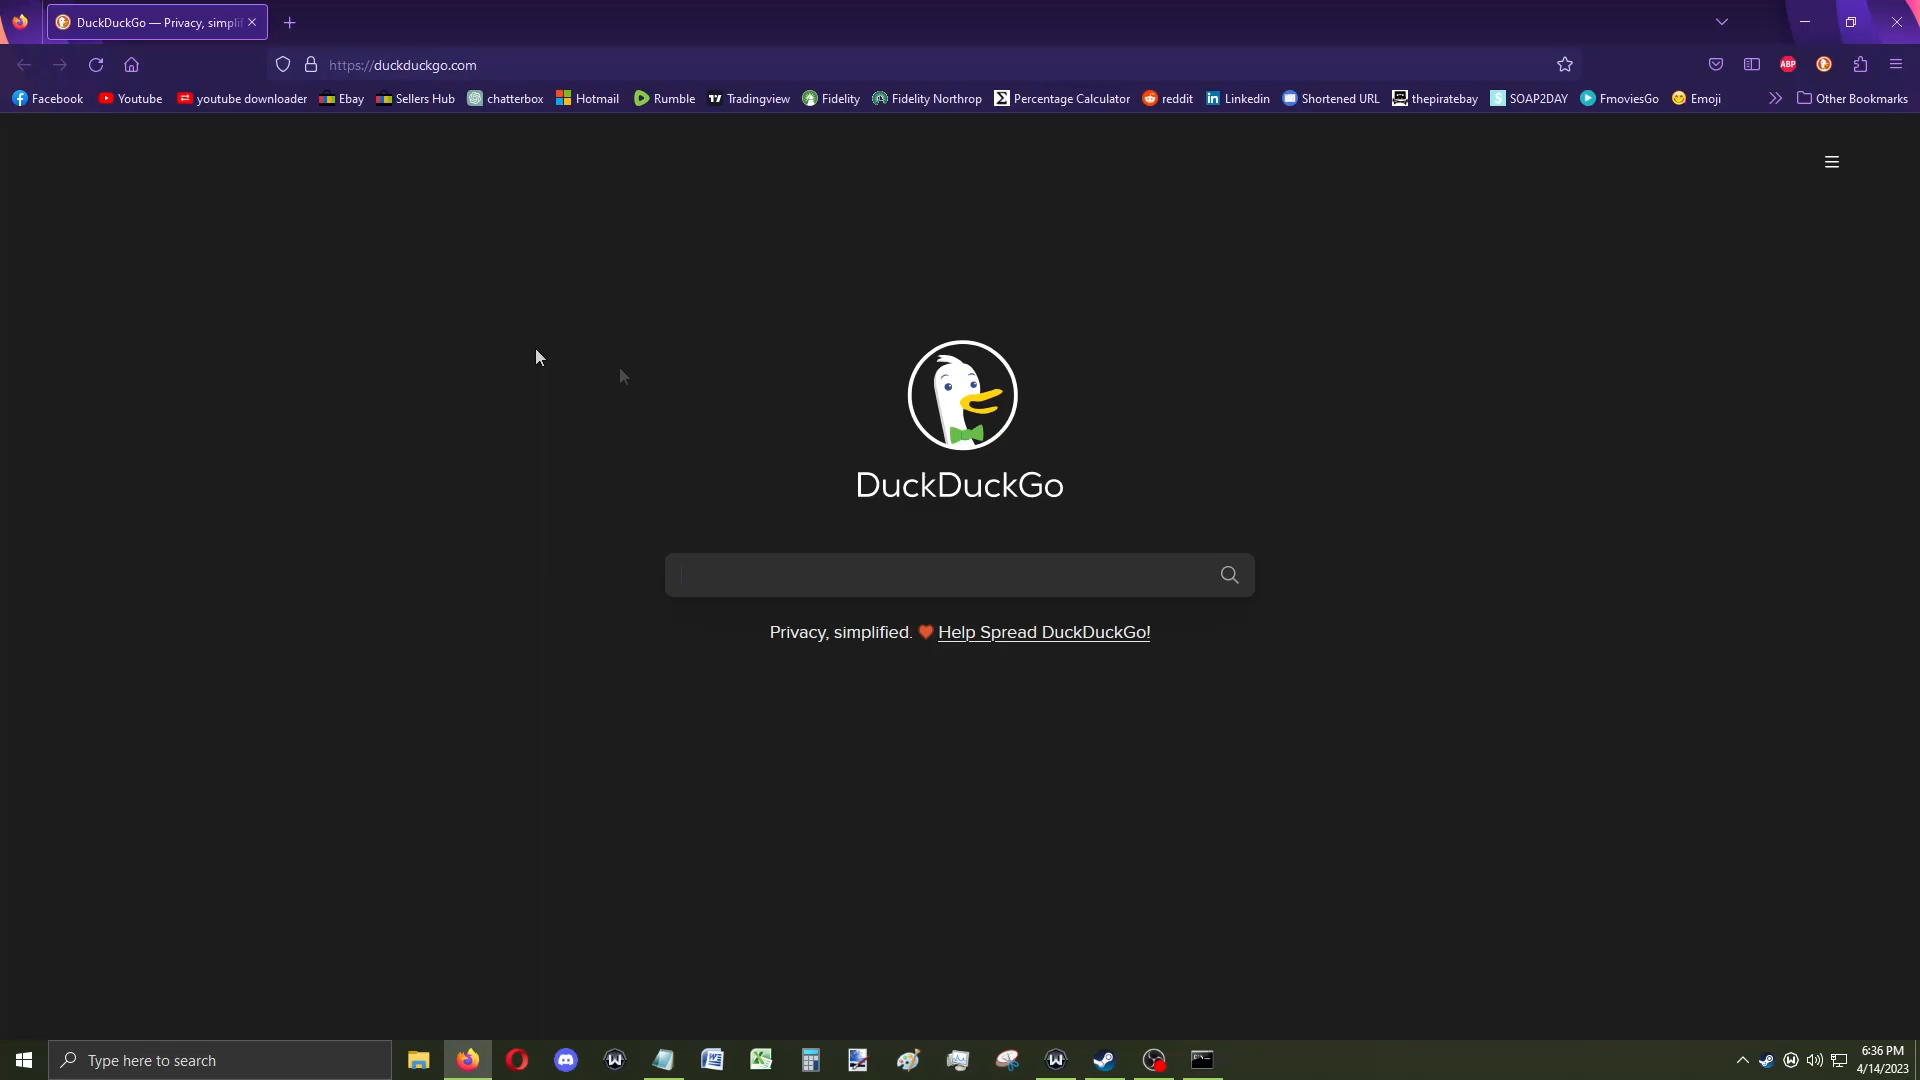 DuckDuckGo — Privacy, simplif
https://duckduckgo.com
ABP
Facebook Youtube youtube downloader Ebay Sellers Hub chatterbox Hotmail Rumble Tradingview Fidelity Fidelity Northrop Percentage Calculator reddit Linkedin Shortened URL thepiratebay SOAP2DAY FmoviesGo Emoji Other Bookmarks
DuckDuckGo
Privacy, simplified. Help Spread DuckDuckGo!
Type here to search
6:36 PM
4/14/2023